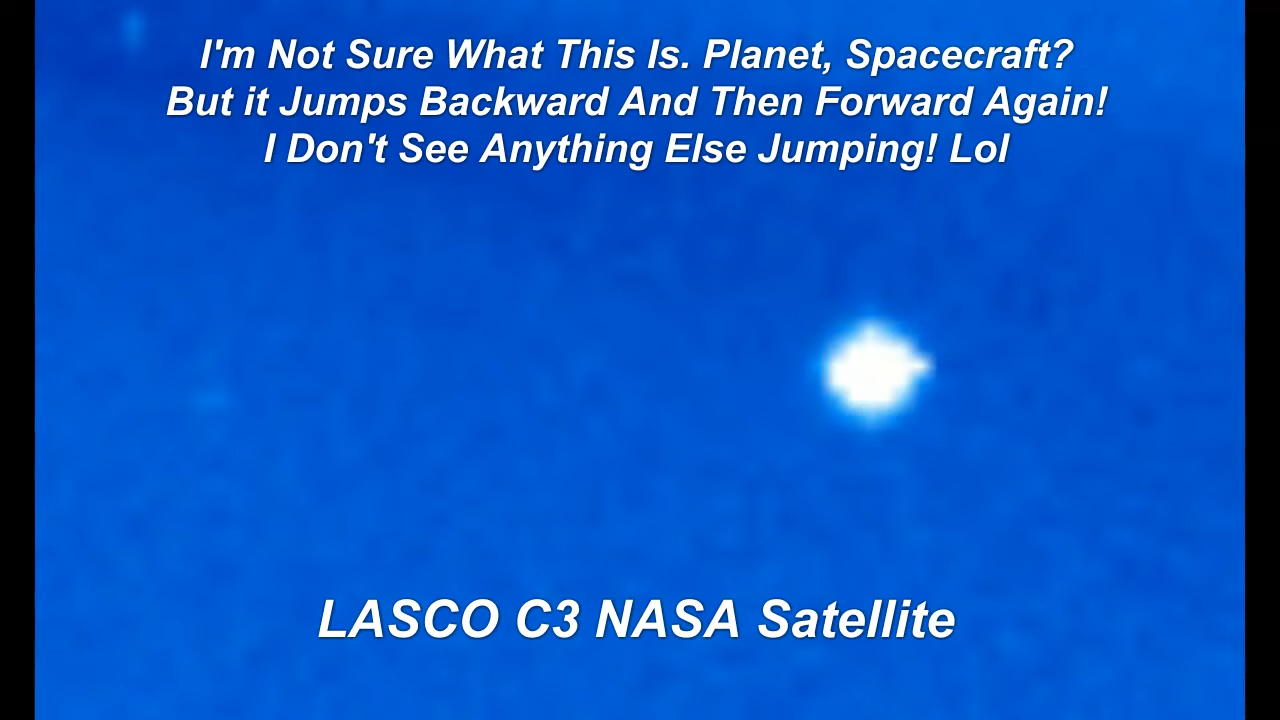 I'm Not Sure What This Is. Planet, Spacecraft?
But it Jumps Backward And Then Forward Again!
I Don't See Anything Else Jumping! Lol
LASCO C3 NASA Satellite